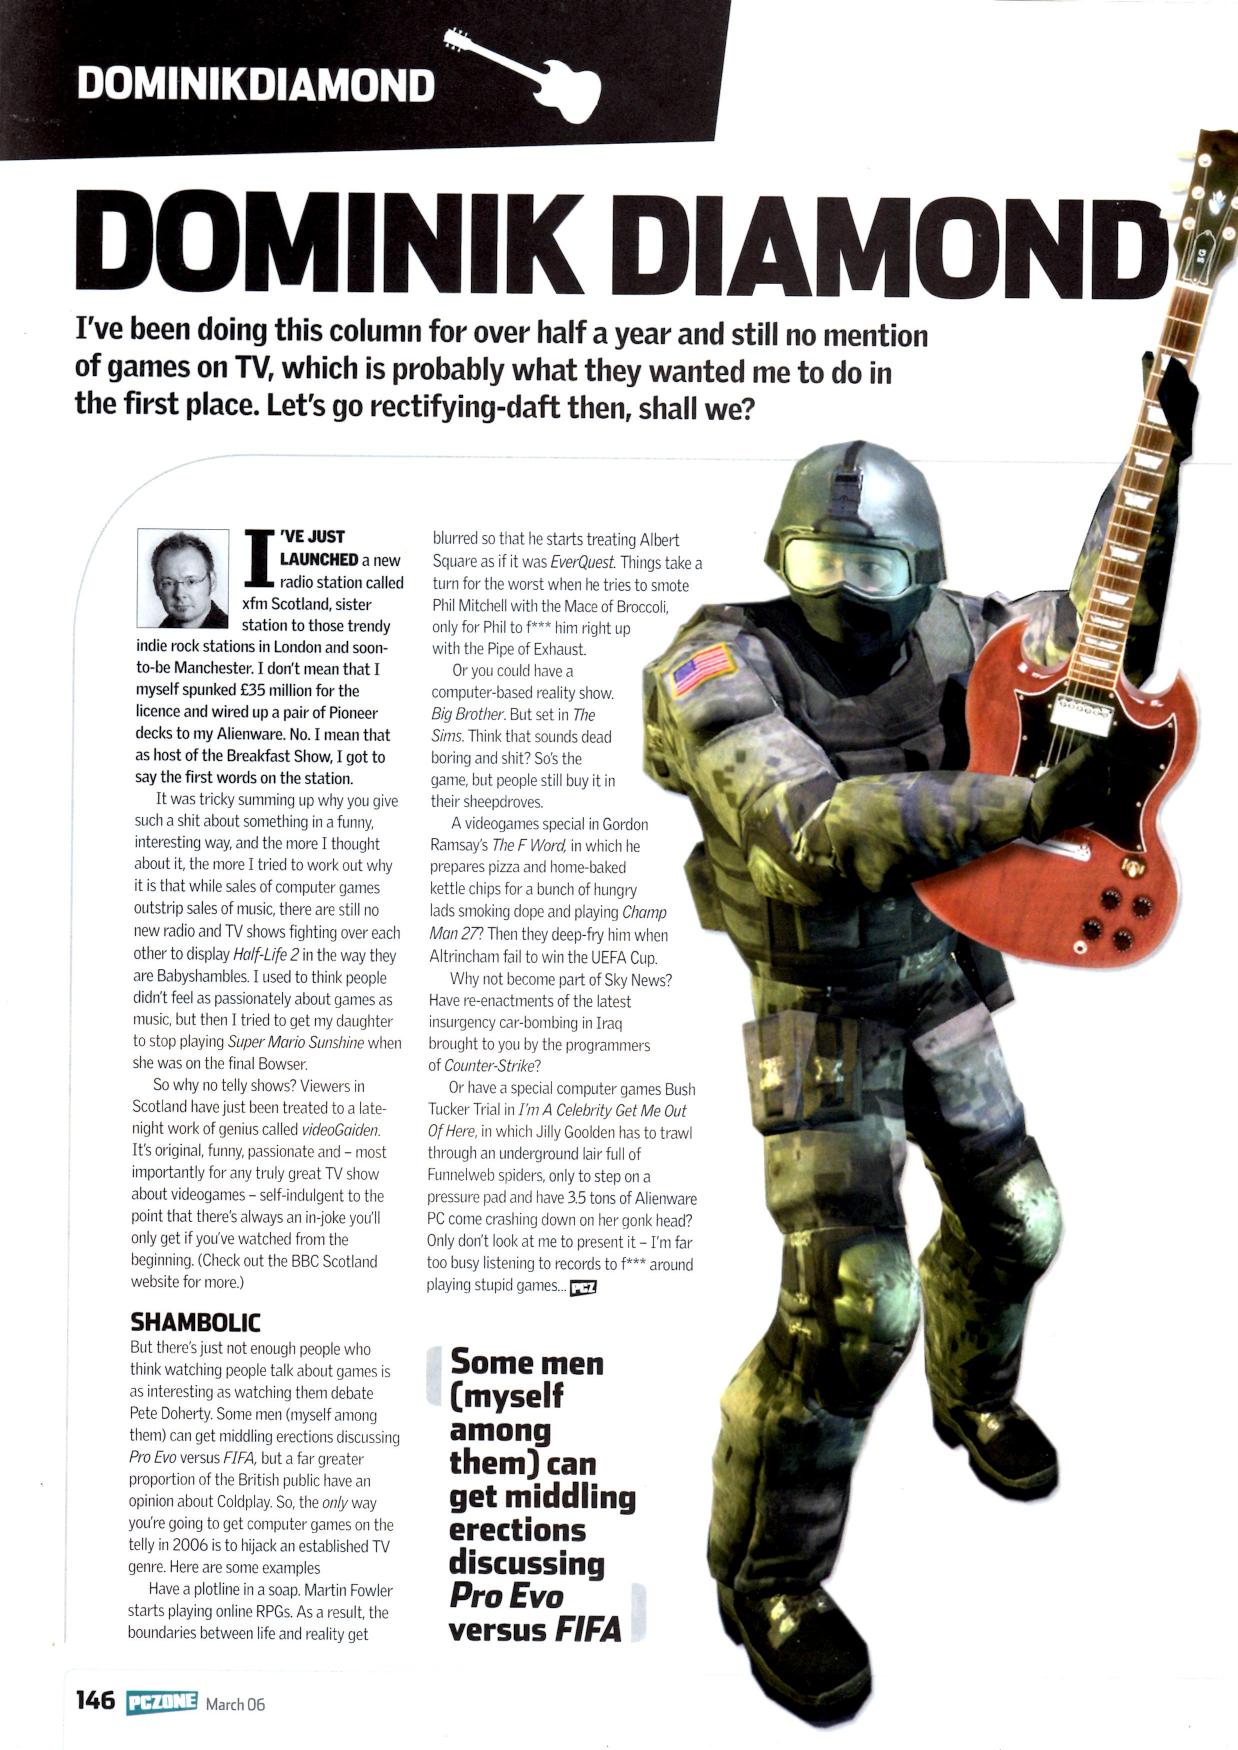 DOMINIKDIAMOND
DOMINIK DIAMOND
I've been doing this column for over half a year and still no mention
of games on TV, which is probably what they wanted me to do in
the first place. Let's go rectifying-daft then, shall we?
I'VE JUST
LAUNCHED a new
radio station called
xfm Scotland, sister
station to those trendy
indie rock stations in London and soon-
to-be Manchester. I don't mean that I
myself spunked £35 million for the
licence and wired up a pair of Pioneer
decks to my Alienware. No. I mean that
as host of the Breakfast Show, I got to
say the first words on the station.
It was tricky summing up why you give
such a shit about something in a funny,
interesting way, and the more I thought
about it, the more I tried to work out why
it is that while sales of computer games
outstrip sales of music, there are still no
new radio and TV shows fighting over each
other to display Half-Life 2 in the way they
are Babyshambles. I used to think people
didn't feel as passionately about games as
music, but then I tried to get my daughter
to stop playing Super Mario Sunshine when
she was on the final Bowser.
So why no telly shows? Viewers in
Scotland have just been treated to a late-
night work of genius called videoGaiden.
It's original, funny, passionate and – most
importantly for any truly great TV show
about videogames – self-indulgent to the
point that there's always an in-joke you'll
only get if you've watched from the
beginning. (Check out the BBC Scotland
website for more.)
SHAMBOLIC
But there's just not enough people who
think watching people talk about games is
as interesting as watching them debate
Pete Doherty. Some men (myself among
them) can get middling erections discussing
Pro Evo versus FIFA, but a far greater
proportion of the British public have an
opinion about Coldplay. So, the only way
you're going to get computer games on the
telly in 2006 is to hijack an established TV
genre. Here are some examples
Have a plotline in a soap. Martin Fowler
starts playing online RPGs. As a result, the
boundaries between life and reality get
blurred so that he starts treating Albert
Square as if it was EverQuest. Things take a
turn for the worst when he tries to smote
Phil Mitchell with the Mace of Broccoli,
only for Phil to f*** him right up
with the Pipe of Exhaust.
Or you could have a
computer-based reality show.
Big Brother. But set in The
Sims. Think that sounds dead
boring and shit? So's the
game, but people still buy it in
their sheepdroves.
A videogames special in Gordon
Ramsay's The F Word, in which he
prepares pizza and home-baked
kettle chips for a bunch of hungry
lads smoking dope and playing Champ
Man 27? Then they deep-fry him when
Altrincham fail to win the UEFA Cup.
Why not become part of Sky News?
Have re-enactments of the latest
insurgency car-bombing in Iraq
brought to you by the programmers
of Counter-Strike?
Or have a special computer games Bush
Tucker Trial in I'm A Celebrity Get Me Out
Of Here, in which Jilly Goolden has to trawl
through an underground lair full of
Funnelweb spiders, only to step on a
pressure pad and have 3.5 tons of Alienware
PC come crashing down on her gonk head?
Only don't look at me to present it – I'm far
too busy listening to records to f*** around
playing stupid games... PCZ
Some men
(myself
among
them) can
get middling
erections
discussing
Pro Evo
versus FIFA
SG
146 PCZONE March 06